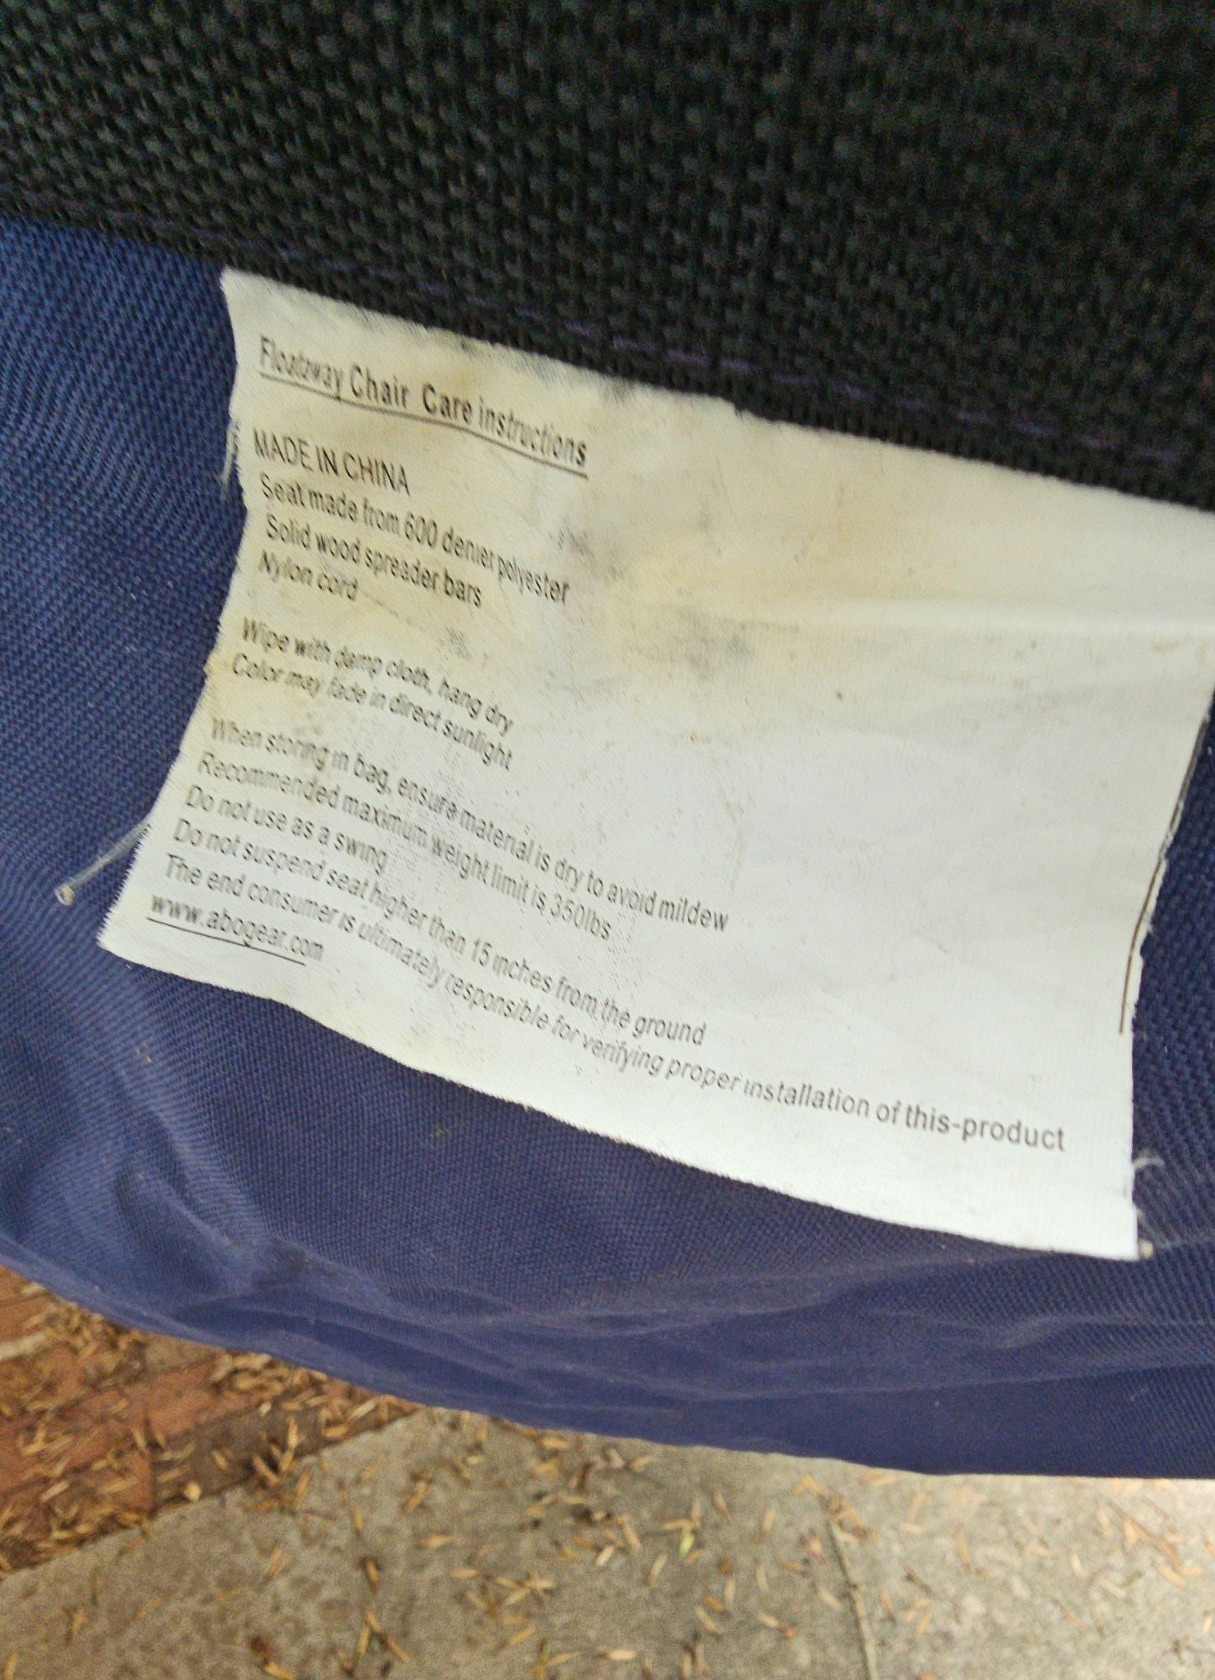 Floataway Chair Care instructions
MADE IN CHINA
Seat made from 600 denier polyester
Solid wood spreader bars
Nylon cord
Wipe with damp cloth, hang dry
Color may fade in direct sunlight
When storing in bag, ensure material is dry to avoid mildew
Recommended maximum weight limit is 350lbs
Do not use as a swing
Do not suspend seat higher than 15 inches from the ground
The end consumer is ultimately responsible for verifying proper installation of this-product
www.abogear.com